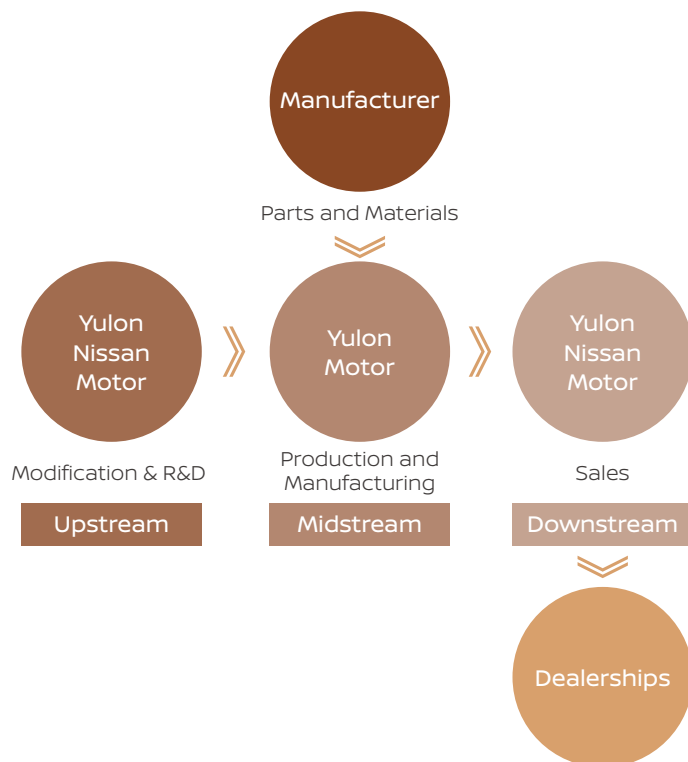 Manufacturer
Parts and Materials
Yulon
Nissan
Motor
Modification & R&D
Upstream
Yulon
Motor
Production and
Manufacturing
Midstream
Yulon
Nissan
Motor
Sales
Downstream
Dealerships